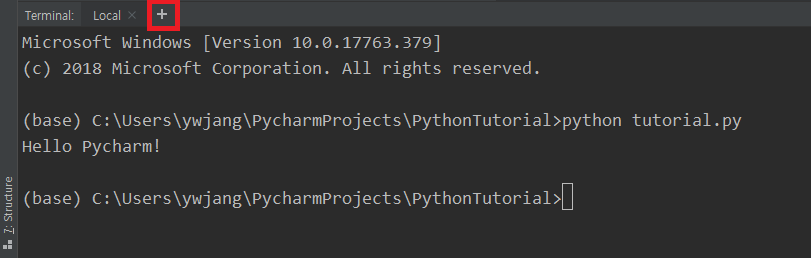 Terminal: Local × +
Microsoft Windows [Version 10.0.17763.379]
(c) 2018 Microsoft Corporation. All rights reserved.
(base) C:\Users\ywjang\PycharmProjects\PythonTutorial>python tutorial.py
Hello Pycharm!
(base) C:\Users\ywjang\PycharmProjects\PythonTutorial>
7: Structure